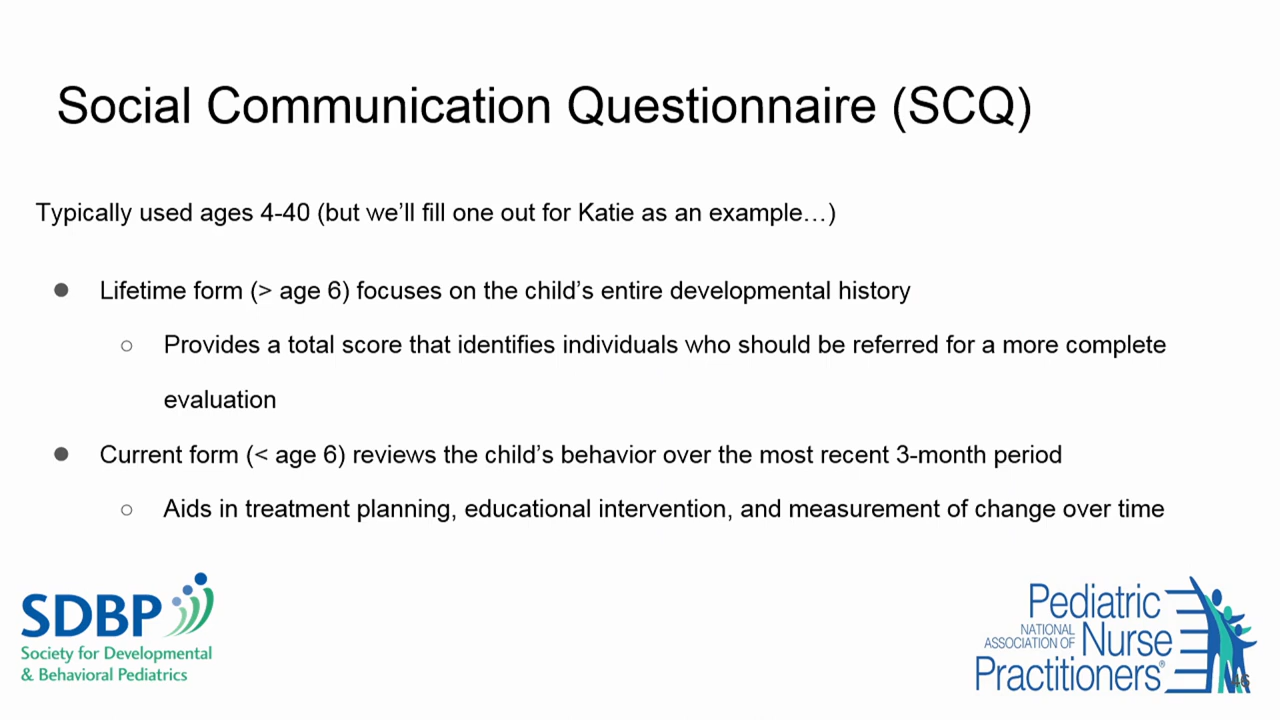 Social Communication Questionnaire (SCQ)
Typically used ages 4-40 (but we’ll fill one out for Katie as an example…)
● Lifetime form (> age 6) focuses on the child’s entire developmental history
○ Provides a total score that identifies individuals who should be referred for a more complete
evaluation
● Current form (< age 6) reviews the child’s behavior over the most recent 3-month period
○ Aids in treatment planning, educational intervention, and measurement of change over time
SDBP
Society for Developmental
& Behavioral Pediatrics
Pediatric
NATIONAL
ASSOCIATION OF Nurse
Practitioners®
46